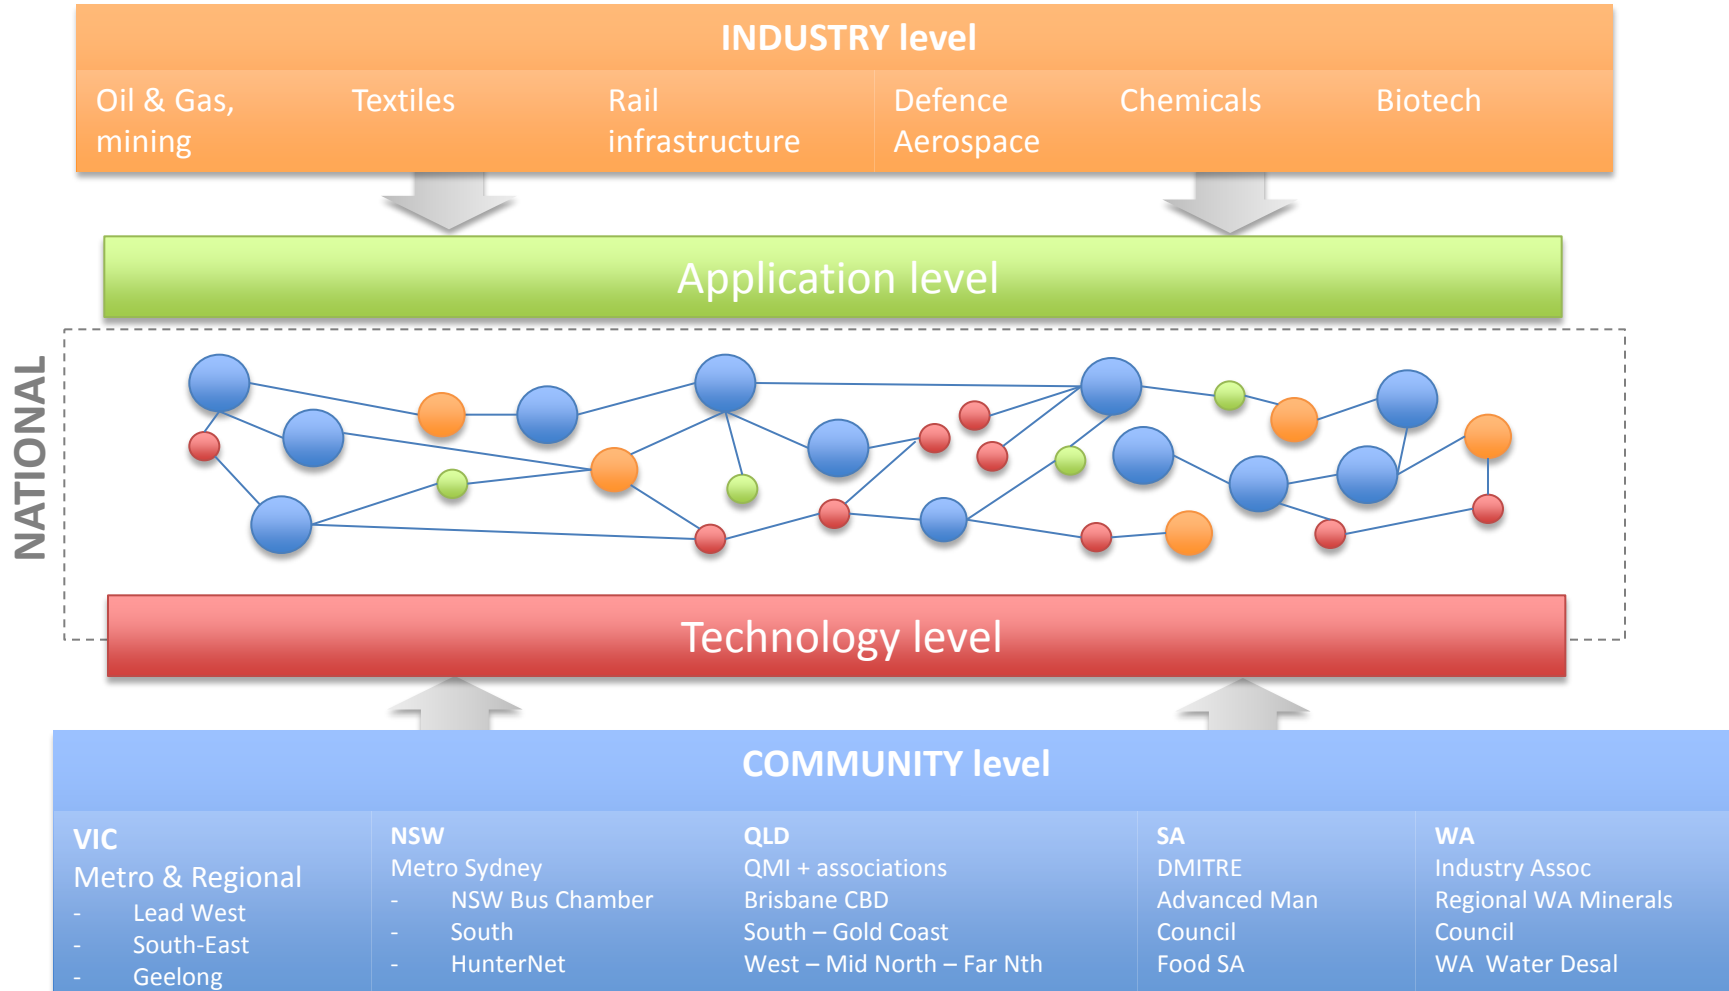 INDUSTRY level
Oil & Gas,
mining
Textiles
Rail
infrastructure
Defence
Aerospace
Chemicals
Biotech
Application level
NATIONAL
Technology level
COMMUNITY level
VIC
Metro & Regional
- Lead West
- South-East
- Geelong
NSW
Metro Sydney
- NSW Bus Chamber
- South
- HunterNet
QLD
QMI + associations
Brisbane CBD
South – Gold Coast
West – Mid North – Far Nth
SA
DMITRE
Advanced Man
Council
Food SA
WA
Industry Assoc
Regional WA Minerals
Council
WA Water Desal